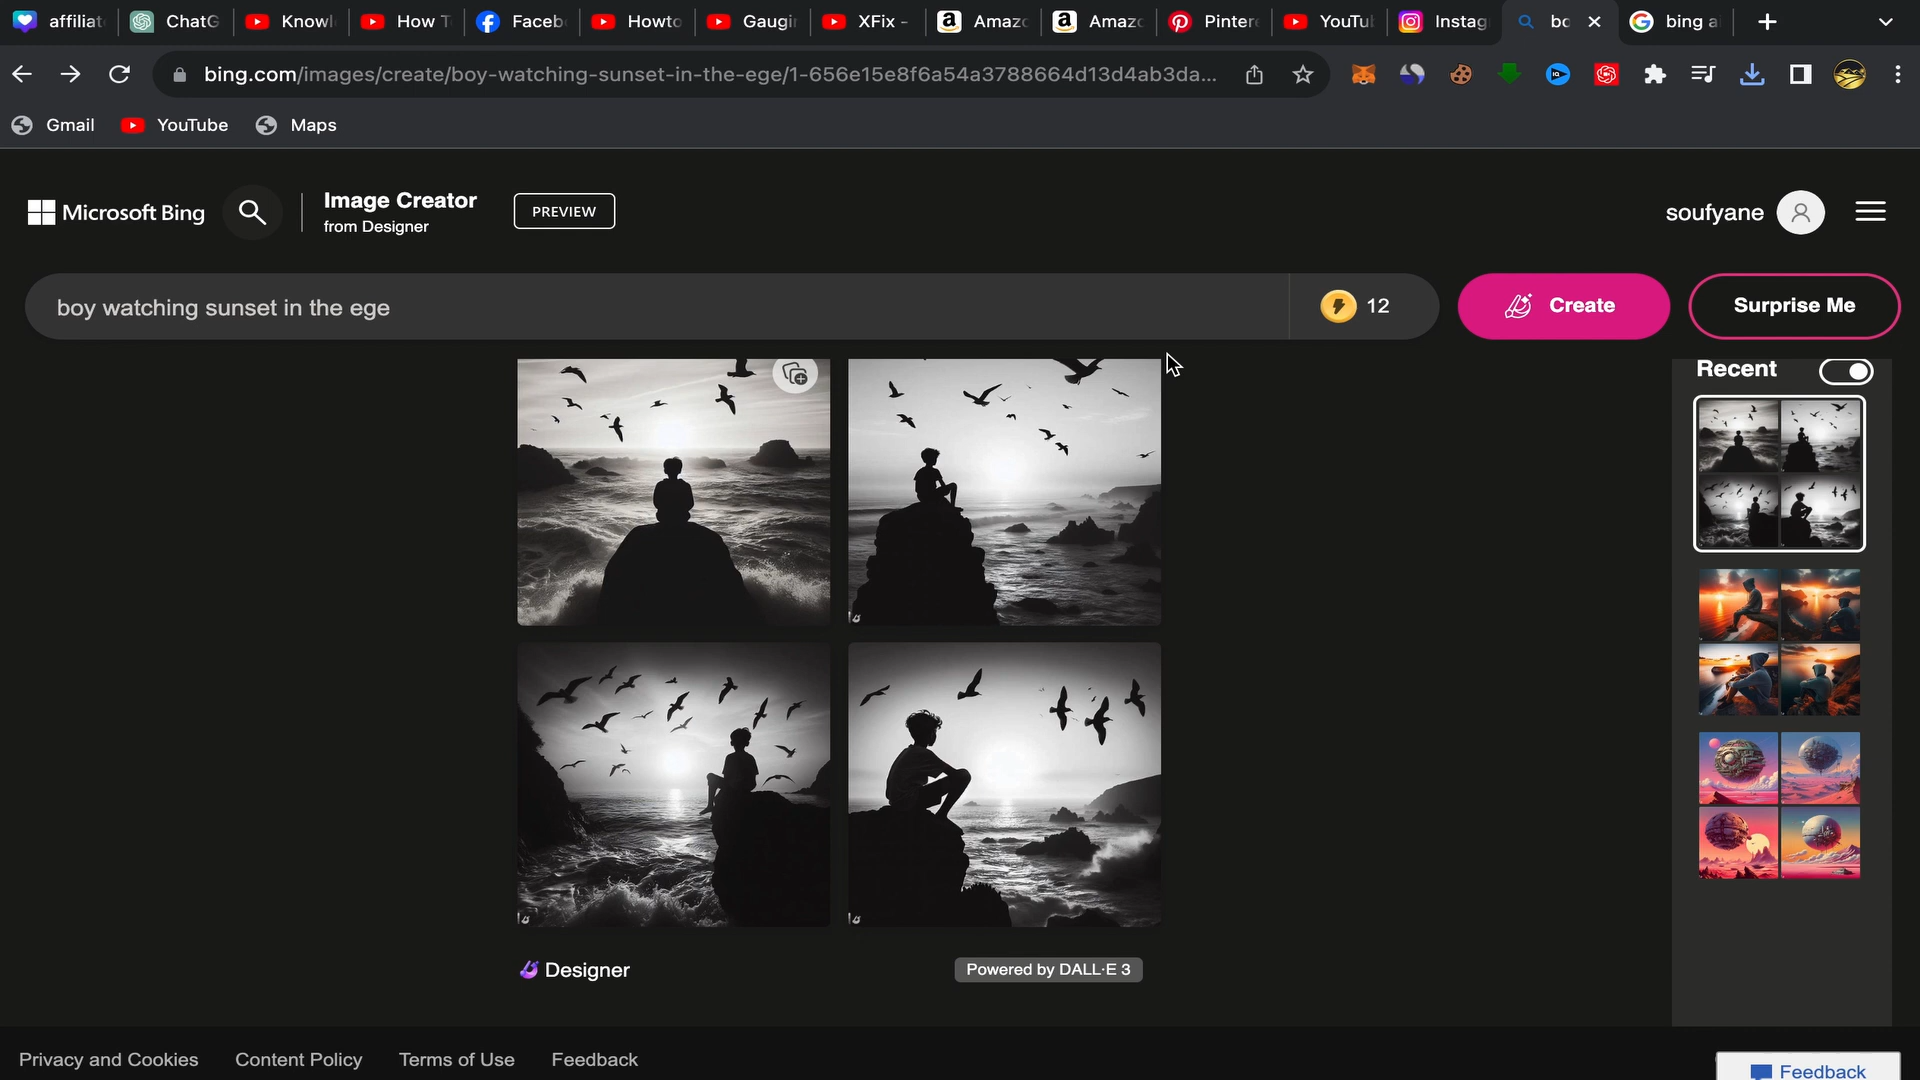 affiliat
ChatG
Knowl
How T
Faceb
Howto
Gaugin
XFix -
Amazo
Amazo
Pintere
YouTu
Instag
bo
bing a
bing.com/images/create/boy-watching-sunset-in-the-ege/1-656e15e8f6a54a3788664d13d4ab3da...
Gmail
YouTube
Maps
Microsoft Bing
Image Creator
from Designer
PREVIEW
soufyane
boy watching sunset in the ege
12
Create
Surprise Me
Recent
Designer
Powered by DALL·E 3
Privacy and Cookies
Content Policy
Terms of Use
Feedback
Feedback